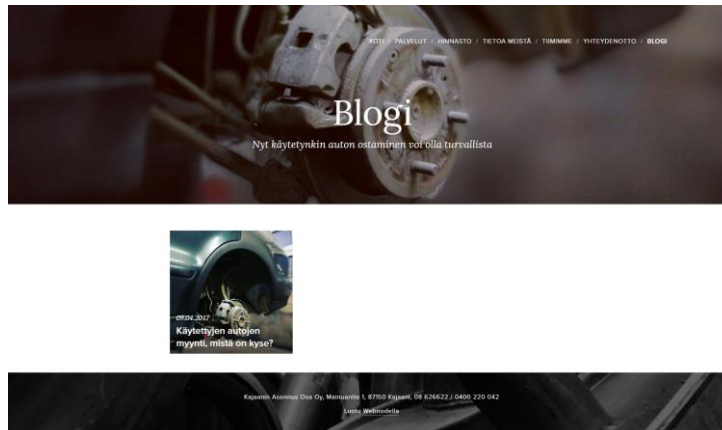 KOTI / PALVELUT / HINNASTO / TIETOA MEISTÄ / TIIMIMME / YHTEYDENOTTO / BLOGI
Blogi
Nyt käytetynkin auton ostaminen voi olla turvallista
09.04.2017
Käytettyjen autojen
myynti, mistä on kyse?
Kajaanin Asennus Osa Oy, Mainuantie 1, 87150 Kajaani, 08 626622 / 0400 220 042
Luotu Webnodella